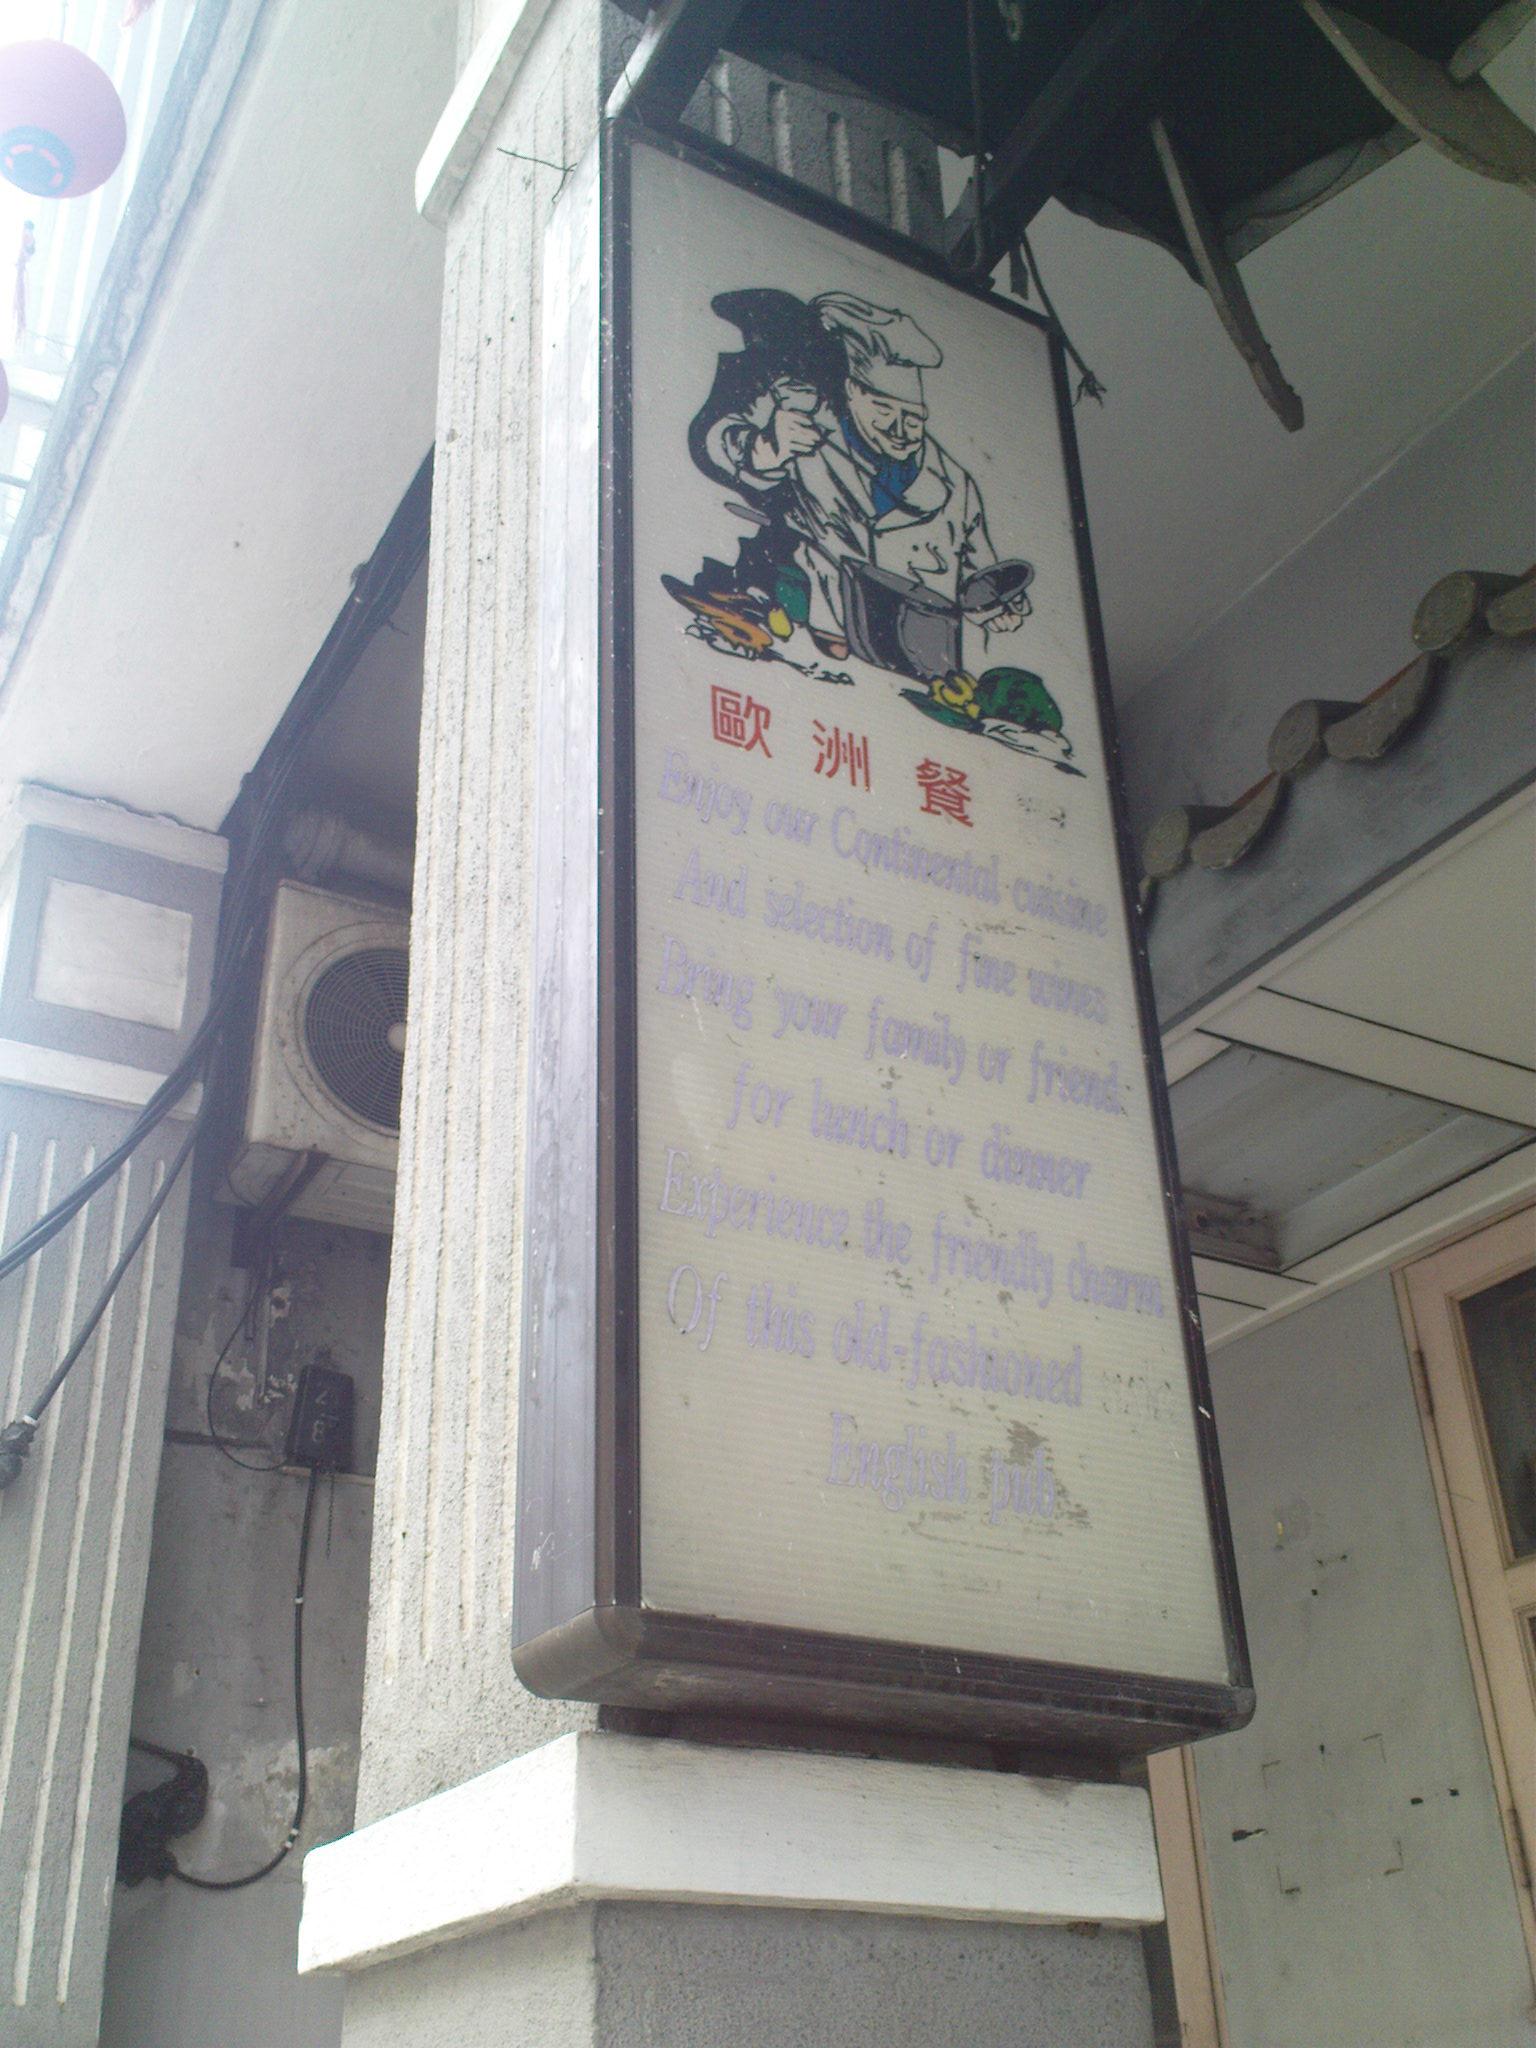 歐洲餐
Enjoy our Continental cuisine
And selection of fine wines
Bring your family or friend
for lunch or dinner
Experience the friendly charm
Of this old-fashioned
English pub